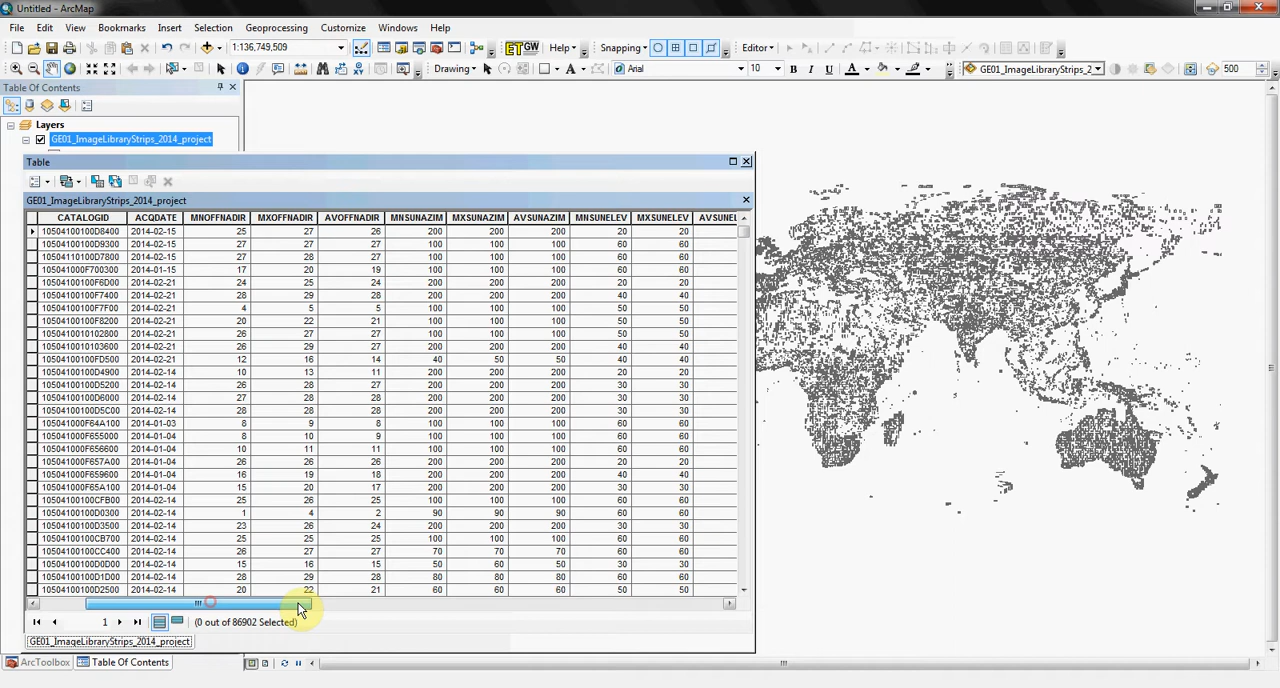 Untitled - ArcMap
File Edit View Bookmarks Insert Selection Geoprocessing Customize Windows Help
1:136,749,509 ET GW Help Snapping Editor
Drawing A Arial 10 B I U A GE01_ImageLibraryStrips_2 500
Table Of Contents
Layers
GE01_ImageLibraryStrips_2014_project
Table
GE01_ImageLibraryStrips_2014_project
CATALOGID ACQDATE MNOFFNADIR MXOFFNADIR AVOFFNADIR MNSUNAZIM MXSUNAZIM AVSUNAZIM MNSUNELEV MXSUNELEV AVSUNEL
10504100100D8400 2014-02-15 25 27 26 200 200 200 20 20
10504100100D9300 2014-02-15 27 27 27 100 100 100 60 60
10504110100D7800 2014-02-15 27 28 27 100 100 100 60 60
105041000F700300 2014-01-15 17 20 19 100 100 100 60 60
10504100100F6D00 2014-02-21 24 25 24 200 200 200 20 20
10504100100F7400 2014-02-21 28 29 28 200 200 200 40 40
10504100100F7F00 2014-02-21 4 5 5 100 100 100 50 50
10504100100F8200 2014-02-21 20 22 21 100 100 100 50 50
1050410010102800 2014-02-21 26 27 27 100 100 100 50 50
1050410010103600 2014-02-21 26 29 27 200 200 200 40 40
10504100100FD500 2014-02-21 12 16 14 40 50 50 40 40
10504100100D4900 2014-02-14 10 13 11 200 200 200 20 20
10504100100D5200 2014-02-14 26 28 27 200 200 200 30 30
10504100100D6000 2014-02-14 27 28 28 200 200 200 30 30
10504100100D5C00 2014-02-14 28 28 28 200 200 200 30 30
105041000F64A100 2014-01-03 8 9 8 100 100 100 60 60
105041000F655000 2014-01-04 8 10 9 100 100 100 60 60
105041000F656600 2014-01-04 10 11 11 100 100 100 60 60
105041000F657A00 2014-01-04 26 26 26 200 200 200 20 20
105041000F659600 2014-01-04 16 19 18 200 200 200 40 40
105041000F65A100 2014-01-04 15 20 17 200 200 200 30 30
10504100100CFB00 2014-02-14 25 26 25 100 100 100 60 60
10504100100D0300 2014-02-14 1 4 2 90 90 90 60 60
10504100100D3500 2014-02-14 23 26 24 200 200 200 30 30
10504100100CB700 2014-02-14 25 25 25 100 100 100 60 60
10504100100CC400 2014-02-14 26 27 27 70 70 70 60 60
10504100100D0D00 2014-02-14 15 16 15 50 60 50 30 30
10504100100D1D00 2014-02-14 28 29 28 80 80 80 60 60
10504100100D2500 2014-02-14 20 22 21 60 60 60 50 50
1 (0 out of 86902 Selected)
GE01_ImageLibraryStrips_2014_project
ArcToolbox Table Of Contents